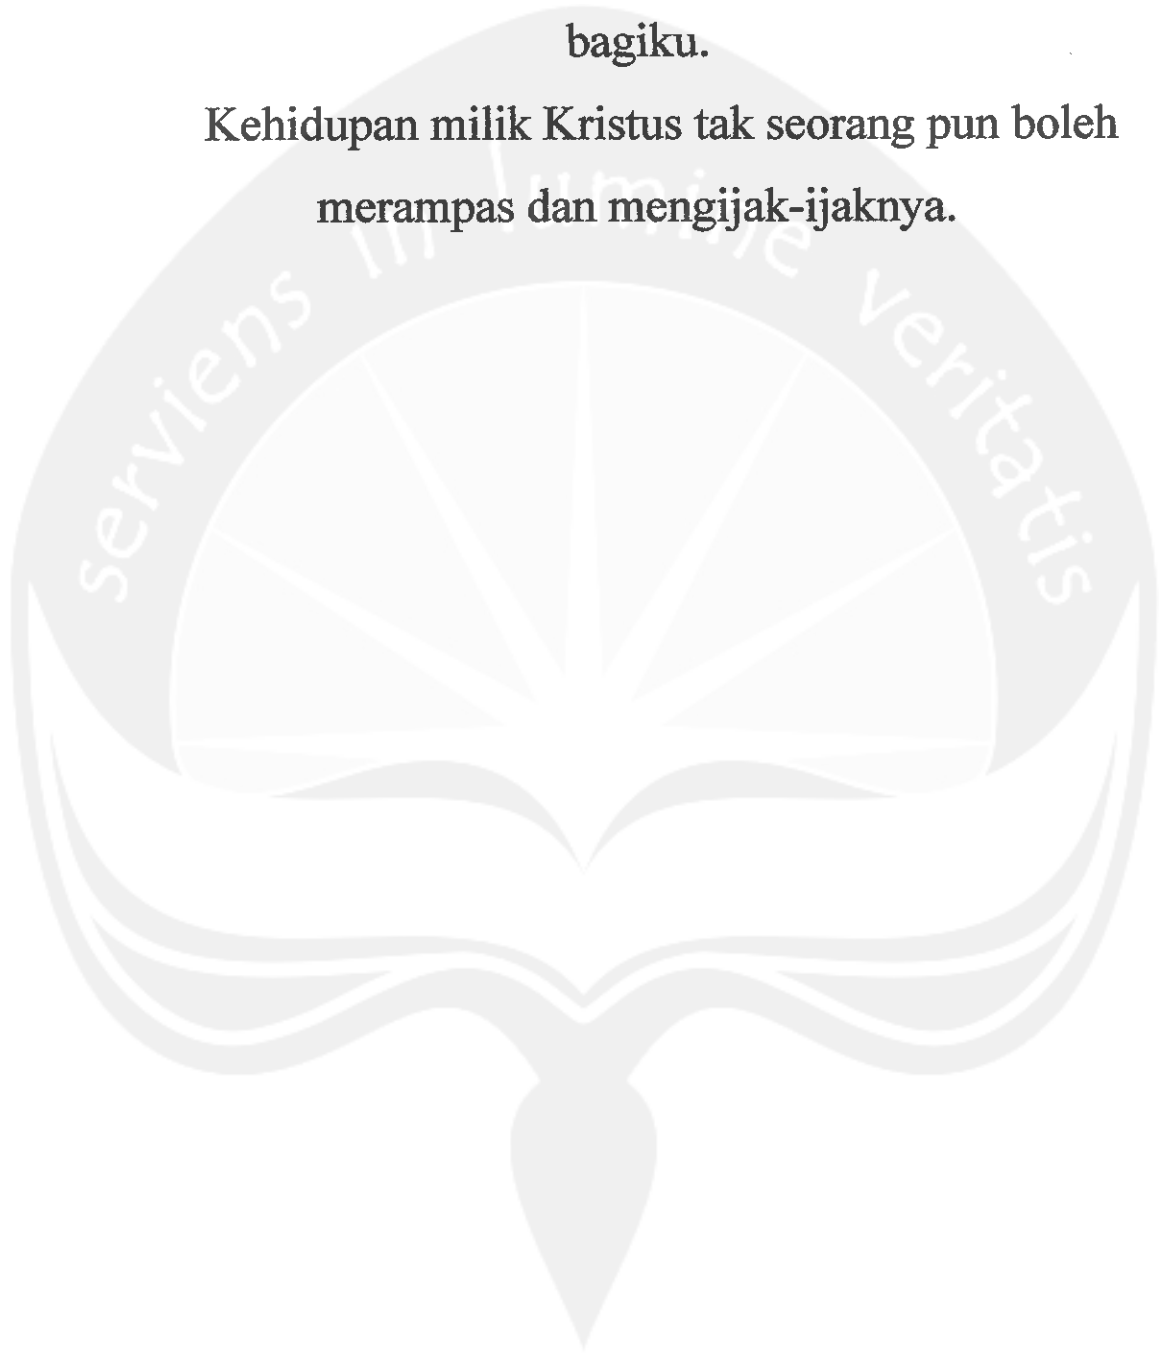 bagiku.
Kehidupan milik Kristus tak seorang pun boleh
merampas dan mengijak-ijaknya.
serviens in lumine veritatis